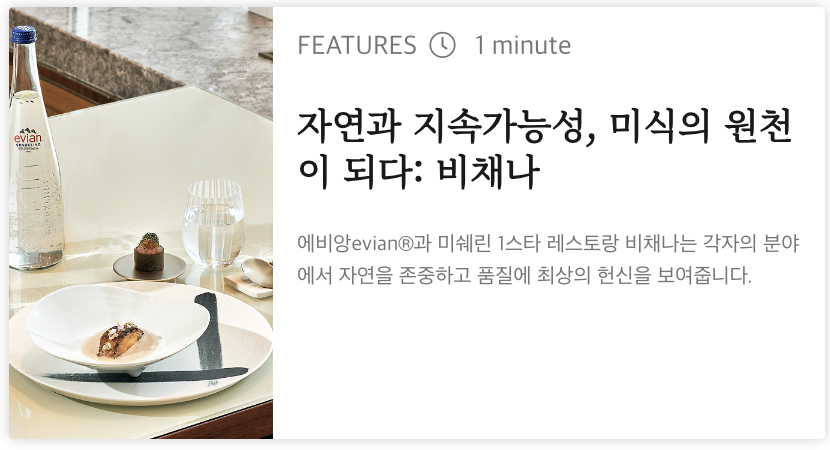 FEATURES 1 minute
자연과 지속가능성, 미식의 원천
이 되다: 비채나
에비앙evian®과 미쉐린 1스타 레스토랑 비채나는 각자의 분야
에서 자연을 존중하고 품질에 최상의 헌신을 보여줍니다.
evian
SPARKLING